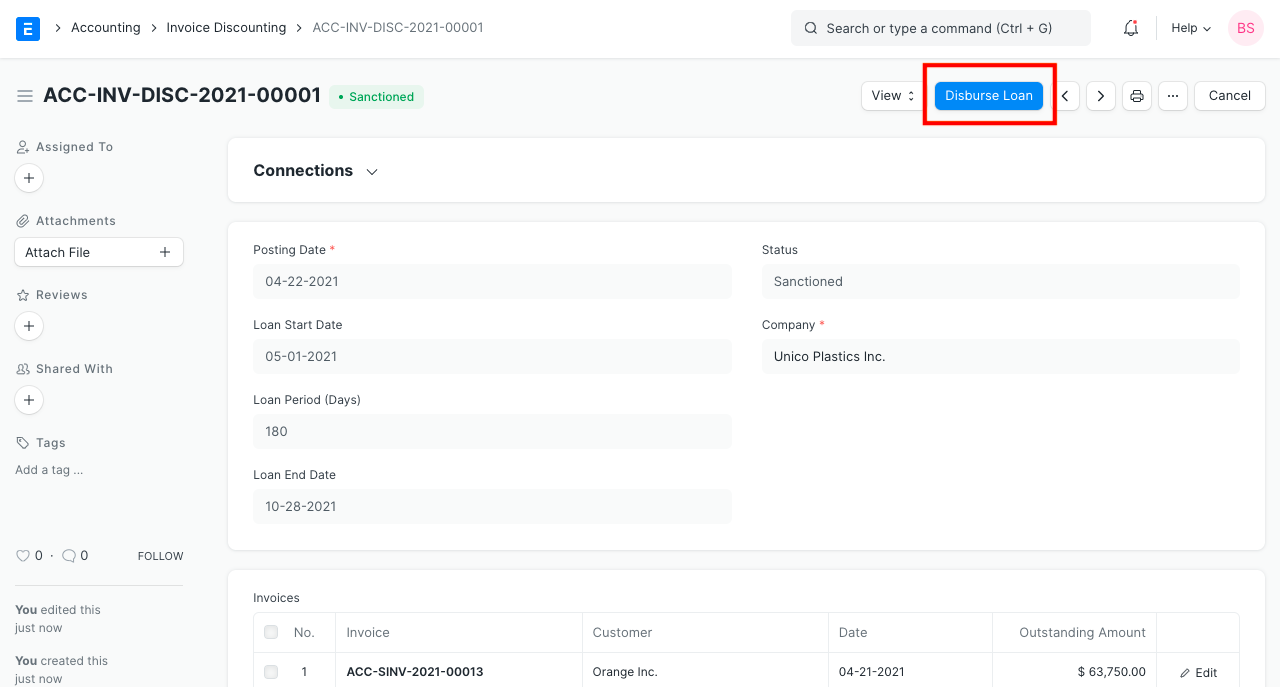 E Accounting Invoice Discounting ACC-INV-DISC-2021-00001 Search or type a command (Ctrl + G) Help BS
ACC-INV-DISC-2021-00001 • Sanctioned View Disburse Loan ... Cancel
Assigned To
Attachments
Attach File
Reviews
Shared With
Tags
Add a tag ...
0 · 0 FOLLOW
You edited this
just now
You created this
just now
Connections
Posting Date *
04-22-2021
Loan Start Date
05-01-2021
Loan Period (Days)
180
Loan End Date
10-28-2021
Status
Sanctioned
Company *
Unico Plastics Inc.
Invoices
No. Invoice Customer Date Outstanding Amount
1 ACC-SINV-2021-00013 Orange Inc. 04-21-2021 $ 63,750.00 Edit